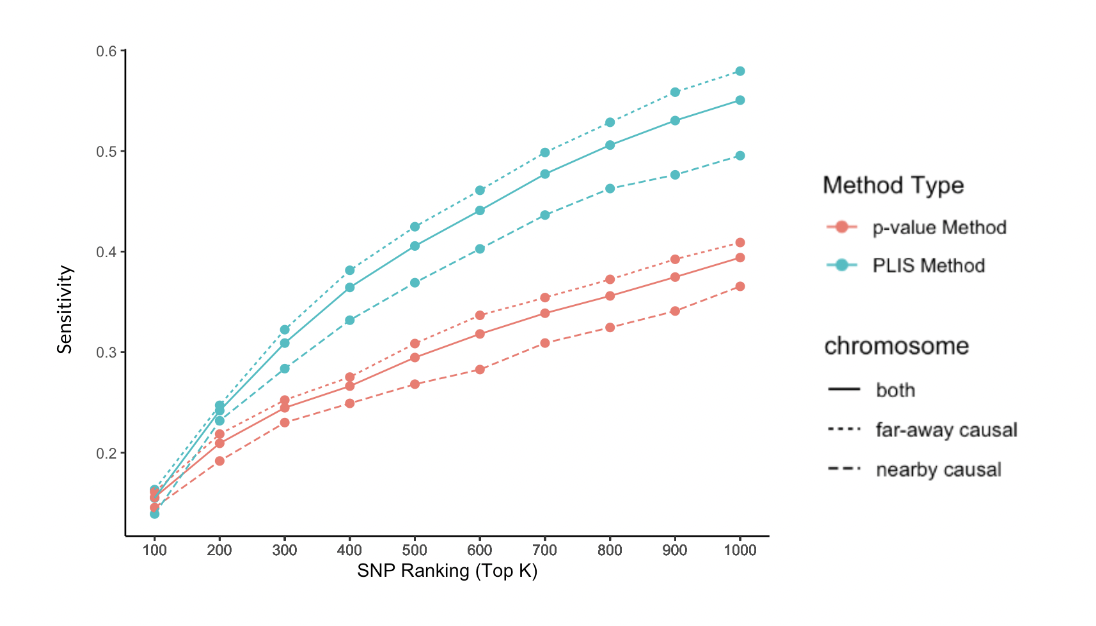 0.6
0.5
0.4
0.3
0.2
Sensitivity
100 200 300 400 500 600 700 800 900 1000
SNP Ranking (Top K)
Method Type
p-value Method
PLIS Method
chromosome
both
far-away causal
nearby causal